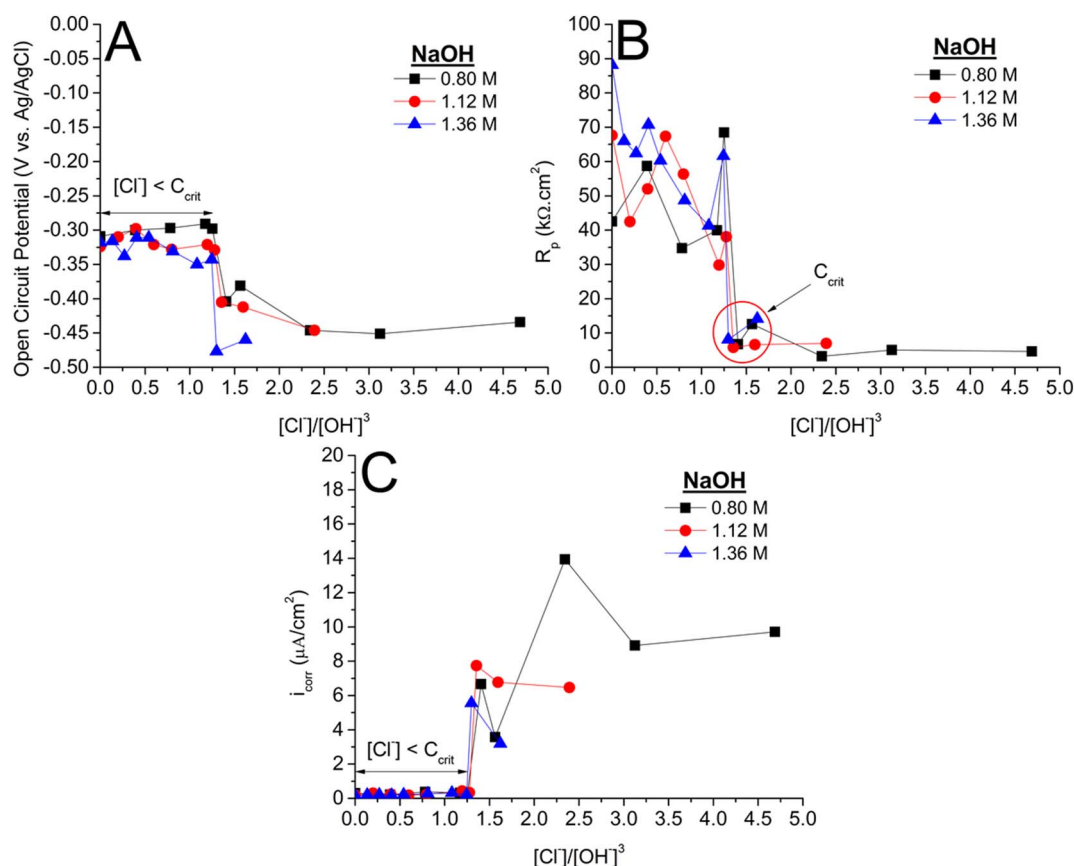 A
0.00
-0.05
-0.10
-0.15
-0.20
-0.25
-0.30
-0.35
-0.40
-0.45
-0.50
Open Circuit Potential (V vs. Ag/AgCl)
NaOH
0.80 M
1.12 M
1.36 M
[Cl⁻] < C_crit
0.0 0.5 1.0 1.5 2.0 2.5 3.0 3.5 4.0 4.5 5.0
[Cl⁻]/[OH⁻]³
B
100
90
80
70
60
50
40
30
20
10
0
R_p (kΩ.cm²)
NaOH
0.80 M
1.12 M
1.36 M
C_crit
0.0 0.5 1.0 1.5 2.0 2.5 3.0 3.5 4.0 4.5 5.0
[Cl⁻]/[OH⁻]³
C
20
18
16
14
12
10
8
6
4
2
0
i_corr (μA/cm²)
NaOH
0.80 M
1.12 M
1.36 M
[Cl⁻] < C_crit
0.0 0.5 1.0 1.5 2.0 2.5 3.0 3.5 4.0 4.5 5.0
[Cl⁻]/[OH⁻]³